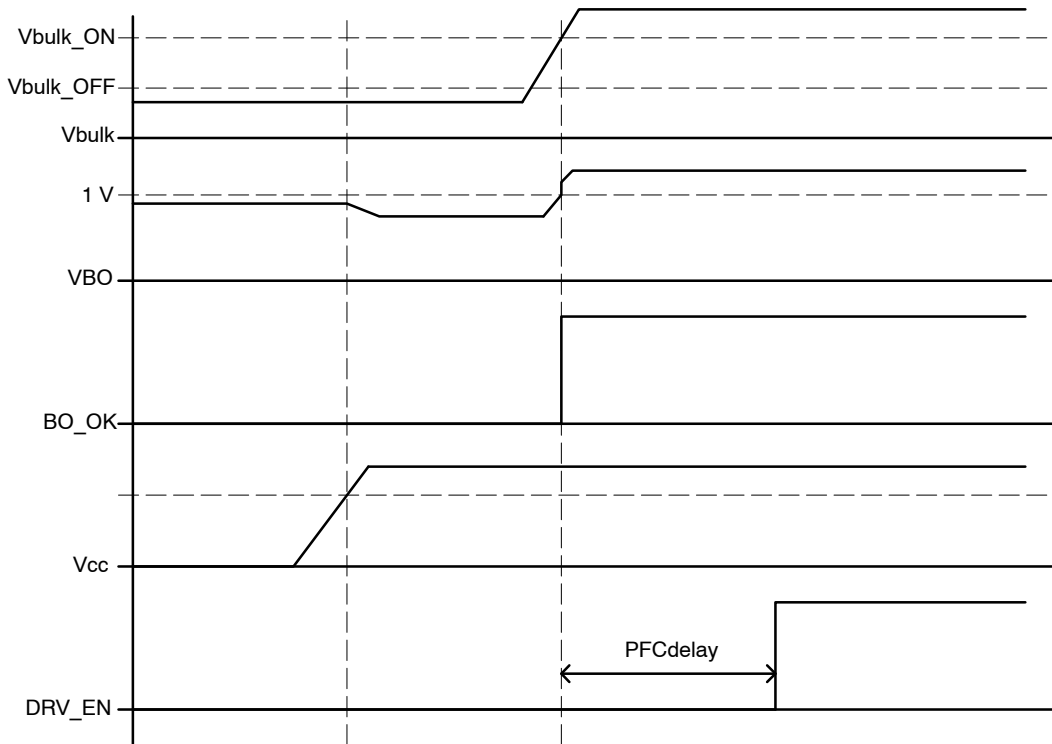 Vbulk_ON
Vbulk_OFF
Vbulk
1 V
VBO
BO_OK
Vcc
PFCdelay
DRV_EN